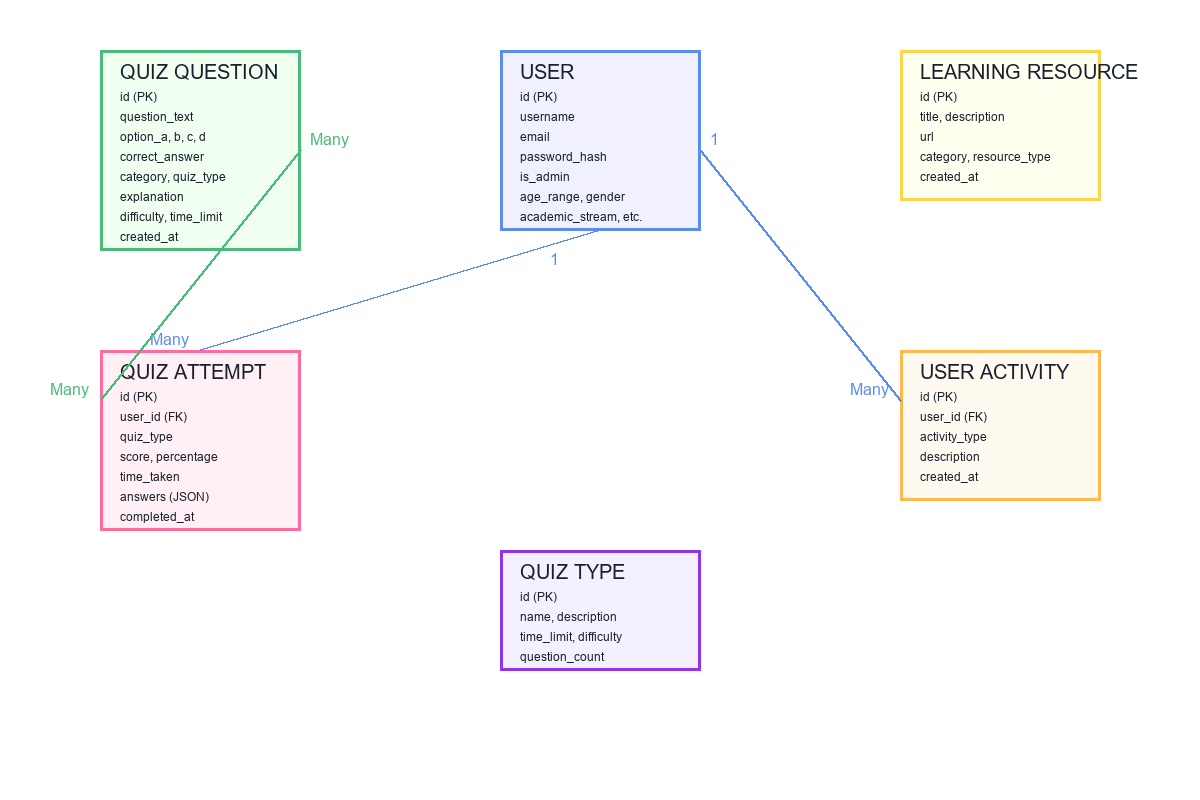 QUIZ QUESTION
id (PK)
question_text
option_a, b, c, d
correct_answer
category, quiz_type
explanation
difficulty, time_limit
created_at
Many
USER
id (PK)
username
email
password_hash
is_admin
age_range, gender
academic_stream, etc.
1
1
LEARNING RESOURCE
id (PK)
title, description
url
category, resource_type
created_at
Many
Many
QUIZ ATTEMPT
id (PK)
user_id (FK)
quiz_type
score, percentage
time_taken
answers (JSON)
completed_at
Many
USER ACTIVITY
id (PK)
user_id (FK)
activity_type
description
created_at
QUIZ TYPE
id (PK)
name, description
time_limit, difficulty
question_count